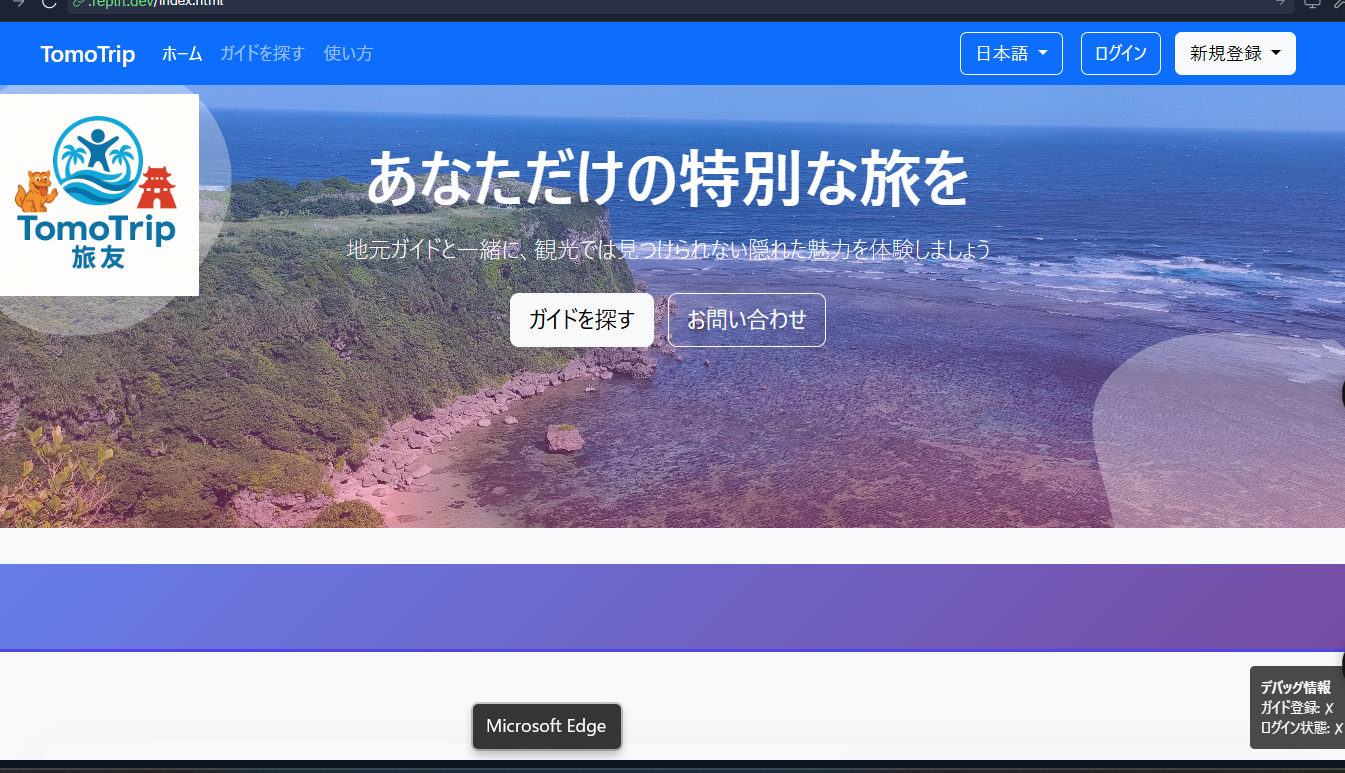 .replit.dev/index.html
TomoTrip ホーム ガイドを探す 使い方 日本語 ログイン 新規登録
TomoTrip
旅友
あなただけの特別な旅を
地元ガイドと一緒に、観光では見つけられない隠れた魅力を体験しましょう
ガイドを探す お問い合わせ
デバッグ情報
ガイド登録: ✗
ログイン状態: ✗
Microsoft Edge